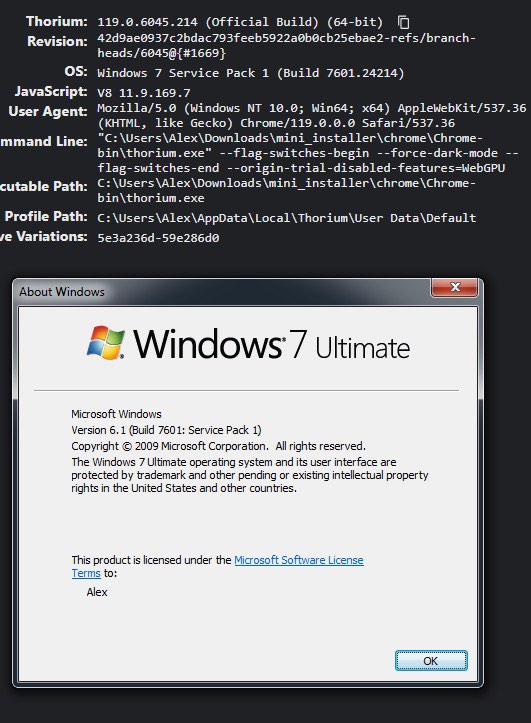 Thorium: 119.0.6045.214 (Official Build) (64-bit)
Revision: 42d9ae0937c2bdac793feeb5922a0b0cb25ebae2-refs/branch-
heads/6045@{#1669}
OS: Windows 7 Service Pack 1 (Build 7601.24214)
JavaScript: V8 11.9.169.7
User Agent: Mozilla/5.0 (Windows NT 10.0; Win64; x64) AppleWebKit/537.36
(KHTML, like Gecko) Chrome/119.0.0.0 Safari/537.36
mmand Line: "C:\Users\Alex\Downloads\mini_installer\chrome\Chrome-
bin\thorium.exe" --flag-switches-begin --force-dark-mode --
flag-switches-end --origin-trial-disabled-features=WebGPU
cutable Path: C:\Users\Alex\Downloads\mini_installer\chrome\Chrome-
bin\thorium.exe
Profile Path: C:\Users\Alex\AppData\Local\Thorium\User Data\Default
ve Variations: 5e3a236d-59e286d0
About Windows
Windows 7 Ultimate
Microsoft Windows
Version 6.1 (Build 7601: Service Pack 1)
Copyright © 2009 Microsoft Corporation. All rights reserved.
The Windows 7 Ultimate operating system and its user interface are
protected by trademark and other pending or existing intellectual property
rights in the United States and other countries.
This product is licensed under the Microsoft Software License
Terms to:
Alex
OK